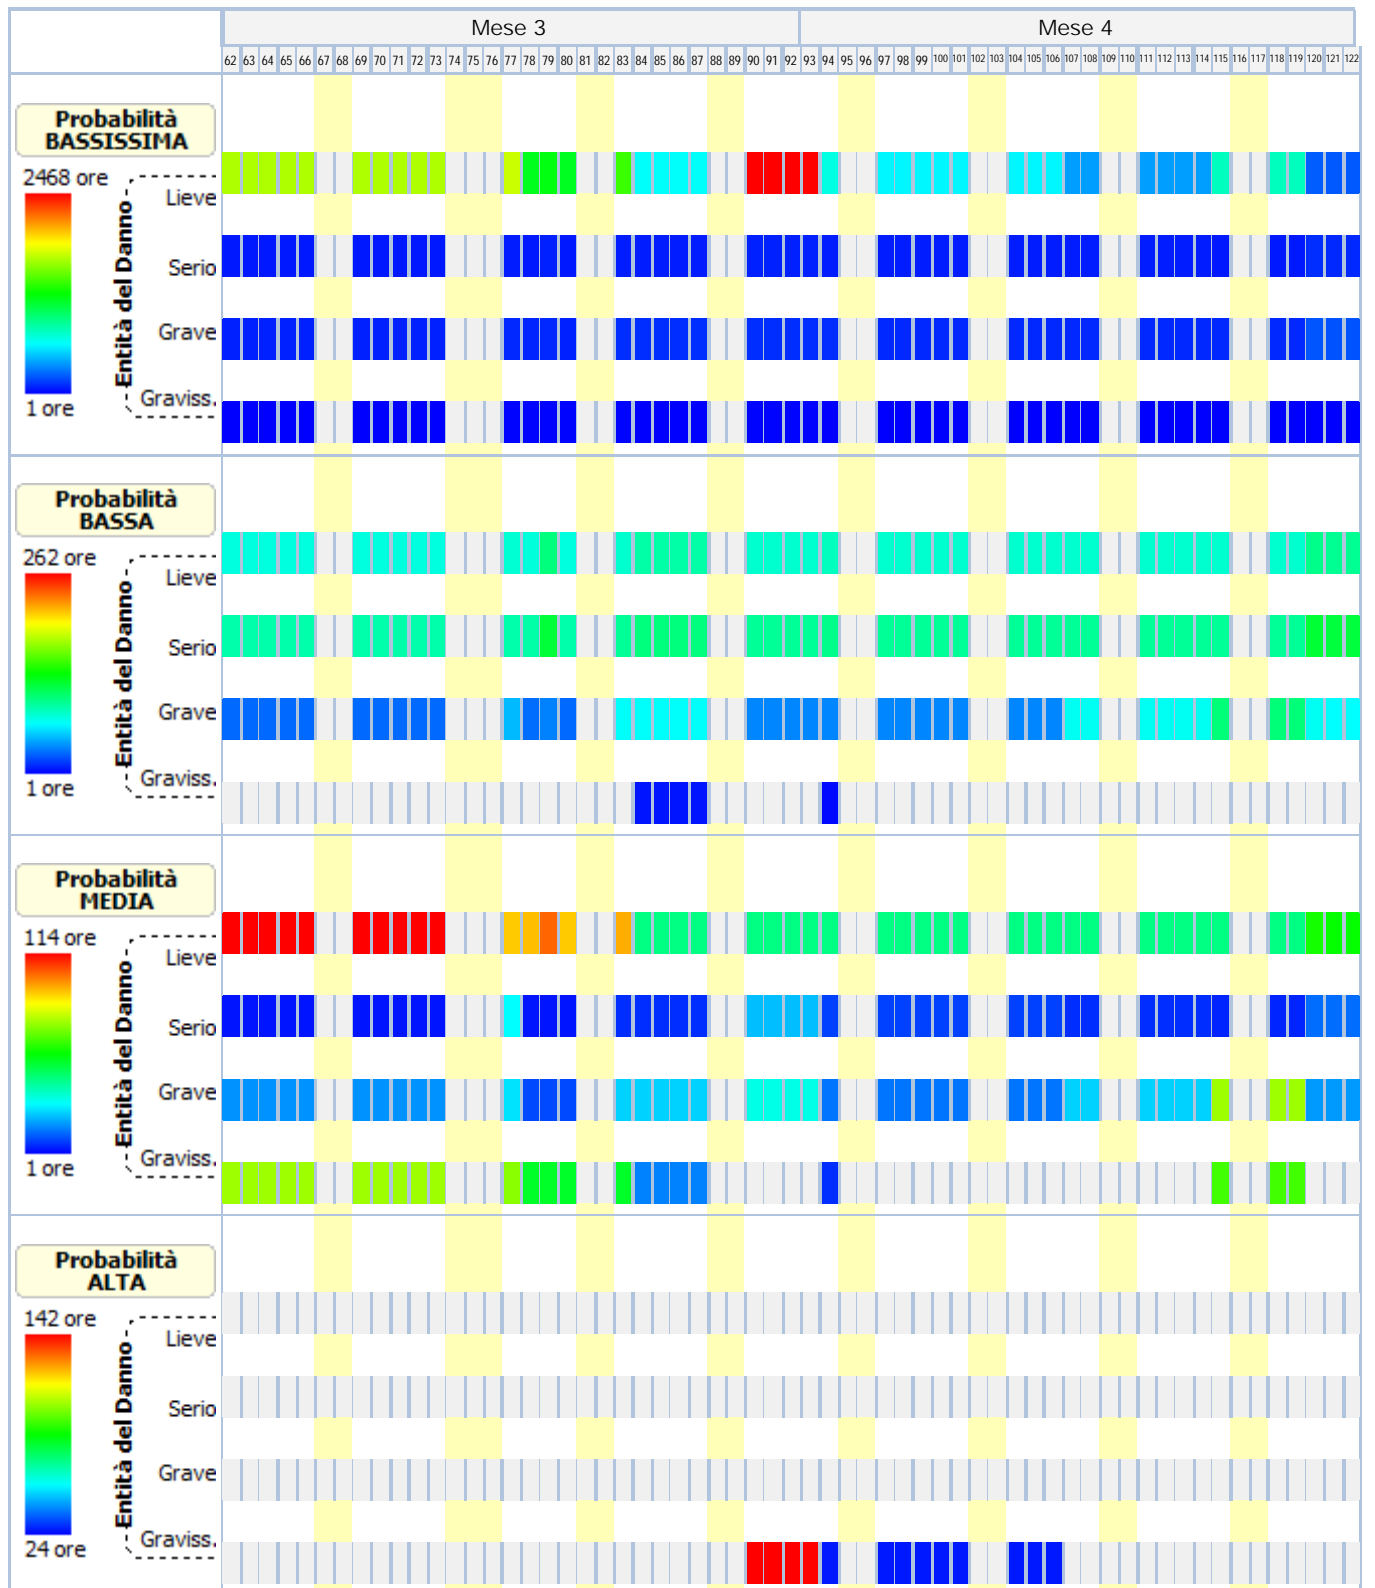 Mese 3 Mese 4
62 63 64 65 66 67 68 69 70 71 72 73 74 75 76 77 78 79 80 81 82 83 84 85 86 87 88 89 90 91 92 93 94 95 96 97 98 99 100 101 102 103 104 105 106 107 108 109 110 111 112 113 114 115 116 117 118 119 120 121 122
Probabilità
BASSISSIMA
2468 ore
Lieve
Serio
Entità del Danno
Grave
Graviss.
1 ore
Probabilità
BASSA
262 ore
Lieve
Serio
Entità del Danno
Grave
Graviss.
1 ore
Probabilità
MEDIA
114 ore
Lieve
Serio
Entità del Danno
Grave
Graviss.
1 ore
Probabilità
ALTA
142 ore
Lieve
Serio
Entità del Danno
Grave
Graviss.
24 ore